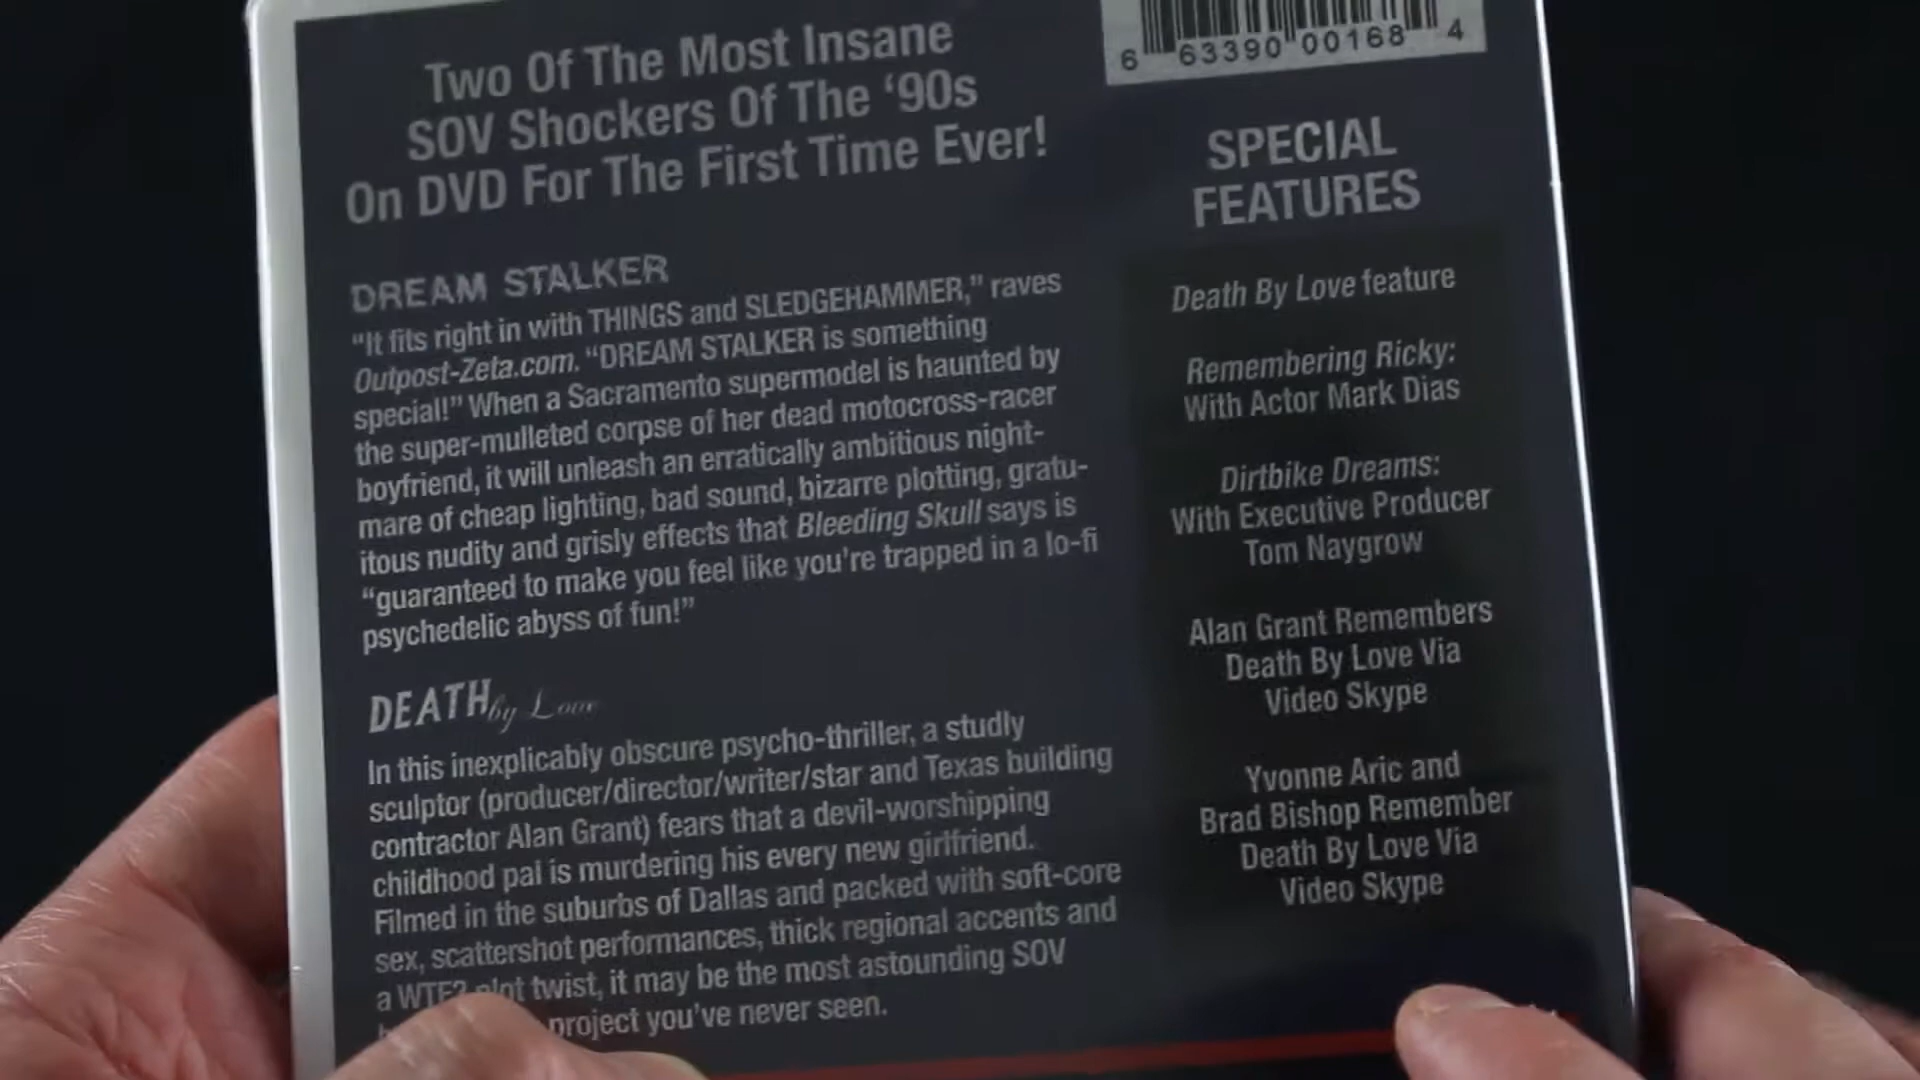 Two Of The Most Insane
SOV Shockers Of The ‘90s
On DVD For The First Time Ever!
DREAM STALKER
“It fits right in with THINGS and SLEDGEHAMMER,” raves
Outpost-Zeta.com. “DREAM STALKER is something
special!” When a Sacramento supermodel is haunted by
the super-mulleted corpse of her dead motocross-racer
boyfriend, it will unleash an erratically ambitious night-
mare of cheap lighting, bad sound, bizarre plotting, gratu-
itous nudity and grisly effects that Bleeding Skull says is
“guaranteed to make you feel like you’re trapped in a lo-fi
psychedelic abyss of fun!”
DEATH by Love
In this inexplicably obscure psycho-thriller, a studly
sculptor (producer/director/writer/star and Texas building
contractor Alan Grant) fears that a devil-worshipping
childhood pal is murdering his every new girlfriend.
Filmed in the suburbs of Dallas and packed with soft-core
sex, scattershot performances, thick regional accents and
a WTF? plot twist, it may be the most astounding SOV
project you’ve never seen.
6 63390 00168 4
SPECIAL
FEATURES
Death By Love feature
Remembering Ricky:
With Actor Mark Dias
Dirtbike Dreams:
With Executive Producer
Tom Naygrow
Alan Grant Remembers
Death By Love Via
Video Skype
Yvonne Aric and
Brad Bishop Remember
Death By Love Via
Video Skype